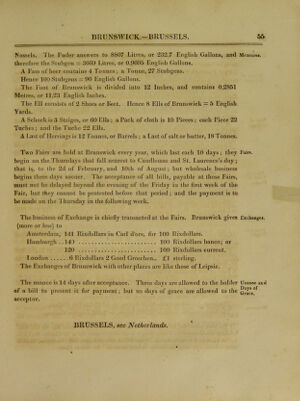 BRUNSWICK.—BRUSSELS. 55
Nossels. The Fuder answers to 8807 Litres, or 232.7 English Gallons, and Measures.
therefore the Stubgen = 3669 Litres, or 0.9695 English Gallons.
A Fass of beer contains 4 Tonnes; a Tonne, 27 Stubgens.
Hence 100 Stubgens = 96 English Gallons.
The Foot of Brunswick is divided into 12 Inches, and contains 0.2851
Metres, or 11.23 English Inches.
The Ell consists of 2 Shoes or Feet. Hence 8 Ells of Brunswick = 5 English
Yards.
A Schock is 3 Steiges, or 60 Ells; a Pack of cloth is 10 Pieces; each Piece 22
Tuches; and the Tuche 32 Ells.
A Last of Herrings is 12 Tonnes, or Barrels; a Last of salt or butter, 18 Tonnes.
Two Fairs are held at Brunswick every year, which last each 10 days; they Fairs.
begin on the Thursdays that fall nearest to Candlemas and St. Laurence's day;
that is, to the 2d of February, and 10th of August; but wholesale business
begins three days sooner. The acceptance of all bills, payable at those Fairs,
must not be delayed beyond the evening of the Friday in the first week of the
Fair, but they cannot be protested before that period; and the payment is to
be made on the Thursday in the following week.
The business of Exchange is chiefly transacted at the Fairs. Brunswick gives Exchanges.
(more or less) to
Amsterdam, 141 Rixdollars in Carl d'ors, for 100 Rixdollars.
Hamburgh .. 140 100 Rixdollars banco; or
120 100 Rixdollars current.
London 6 Rixdollars 2 Good Groschen.. £1 sterling.
The Exchanges of Brunswick with other places are like those of Leipsic.
The usance is 14 days after acceptance. Three days are allowed to the holder Usance and
of a bill to present it for payment; but no days of grace are allowed to the Days of
acceptor. Grace.
BRUSSELS, see Netherlands.